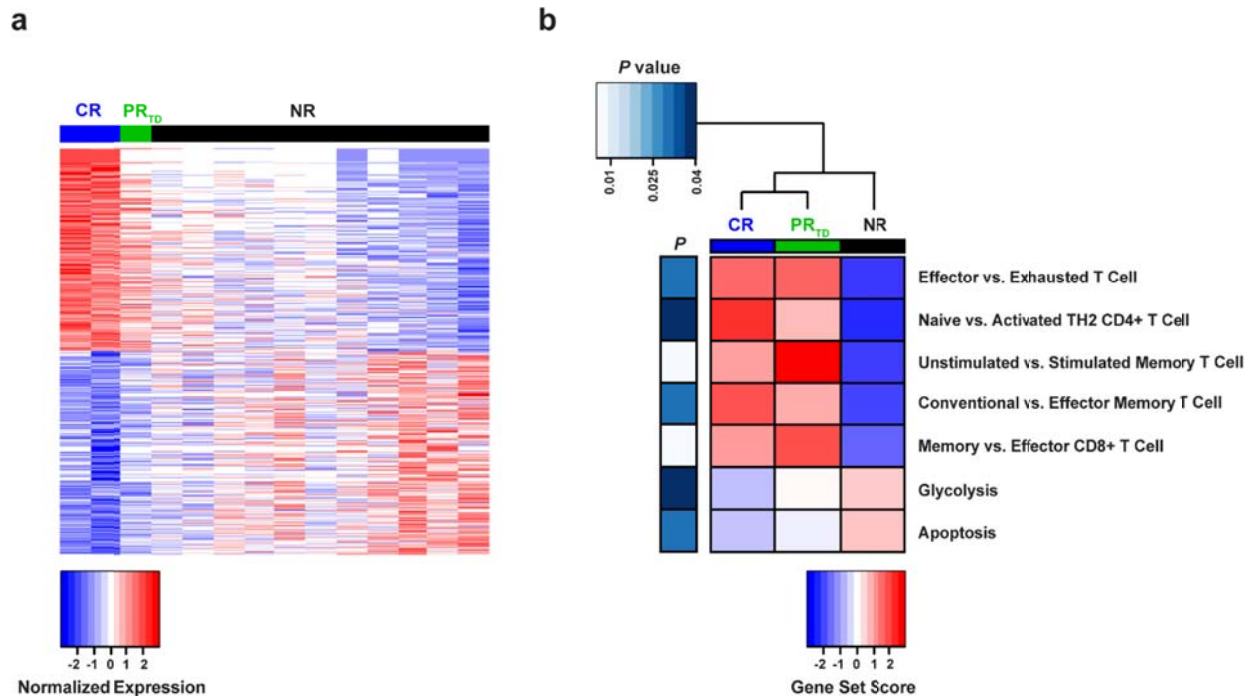 a
CR PRTD NR
-2 -1 0 1 2
Normalized Expression
b
P value
0.01 0.025 0.04
CR PRTD NR
P
Effector vs. Exhausted T Cell
Naive vs. Activated TH2 CD4+ T Cell
Unstimulated vs. Stimulated Memory T Cell
Conventional vs. Effector Memory T Cell
Memory vs. Effector CD8+ T Cell
Glycolysis
Apoptosis
-2 -1 0 1 2
Gene Set Score